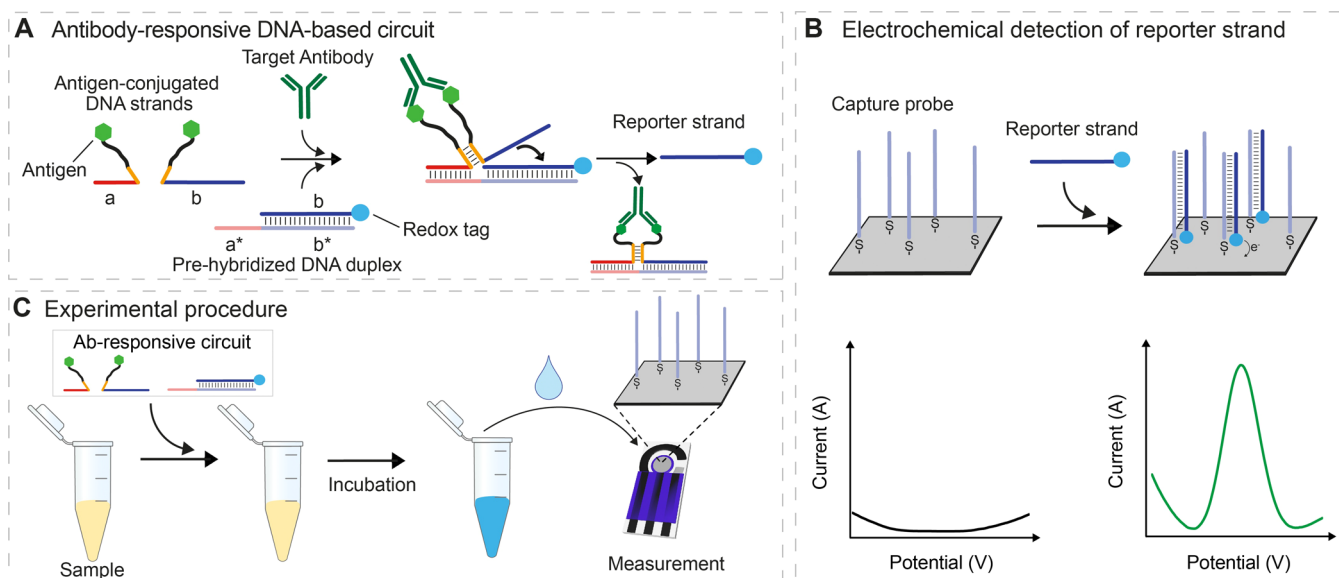 A Antibody-responsive DNA-based circuit
Target Antibody
Antigen-conjugated
DNA strands
Antigen
a
b
b
Redox tag
a*
b*
Pre-hybridized DNA duplex
Reporter strand
B Electrochemical detection of reporter strand
Capture probe
Reporter strand
S
S
S
S
S
S
S
S
S
S
e-
Current (A)
Potential (V)
Current (A)
Potential (V)
C Experimental procedure
Ab-responsive circuit
Sample
Incubation
S
S
S
S
S
Measurement